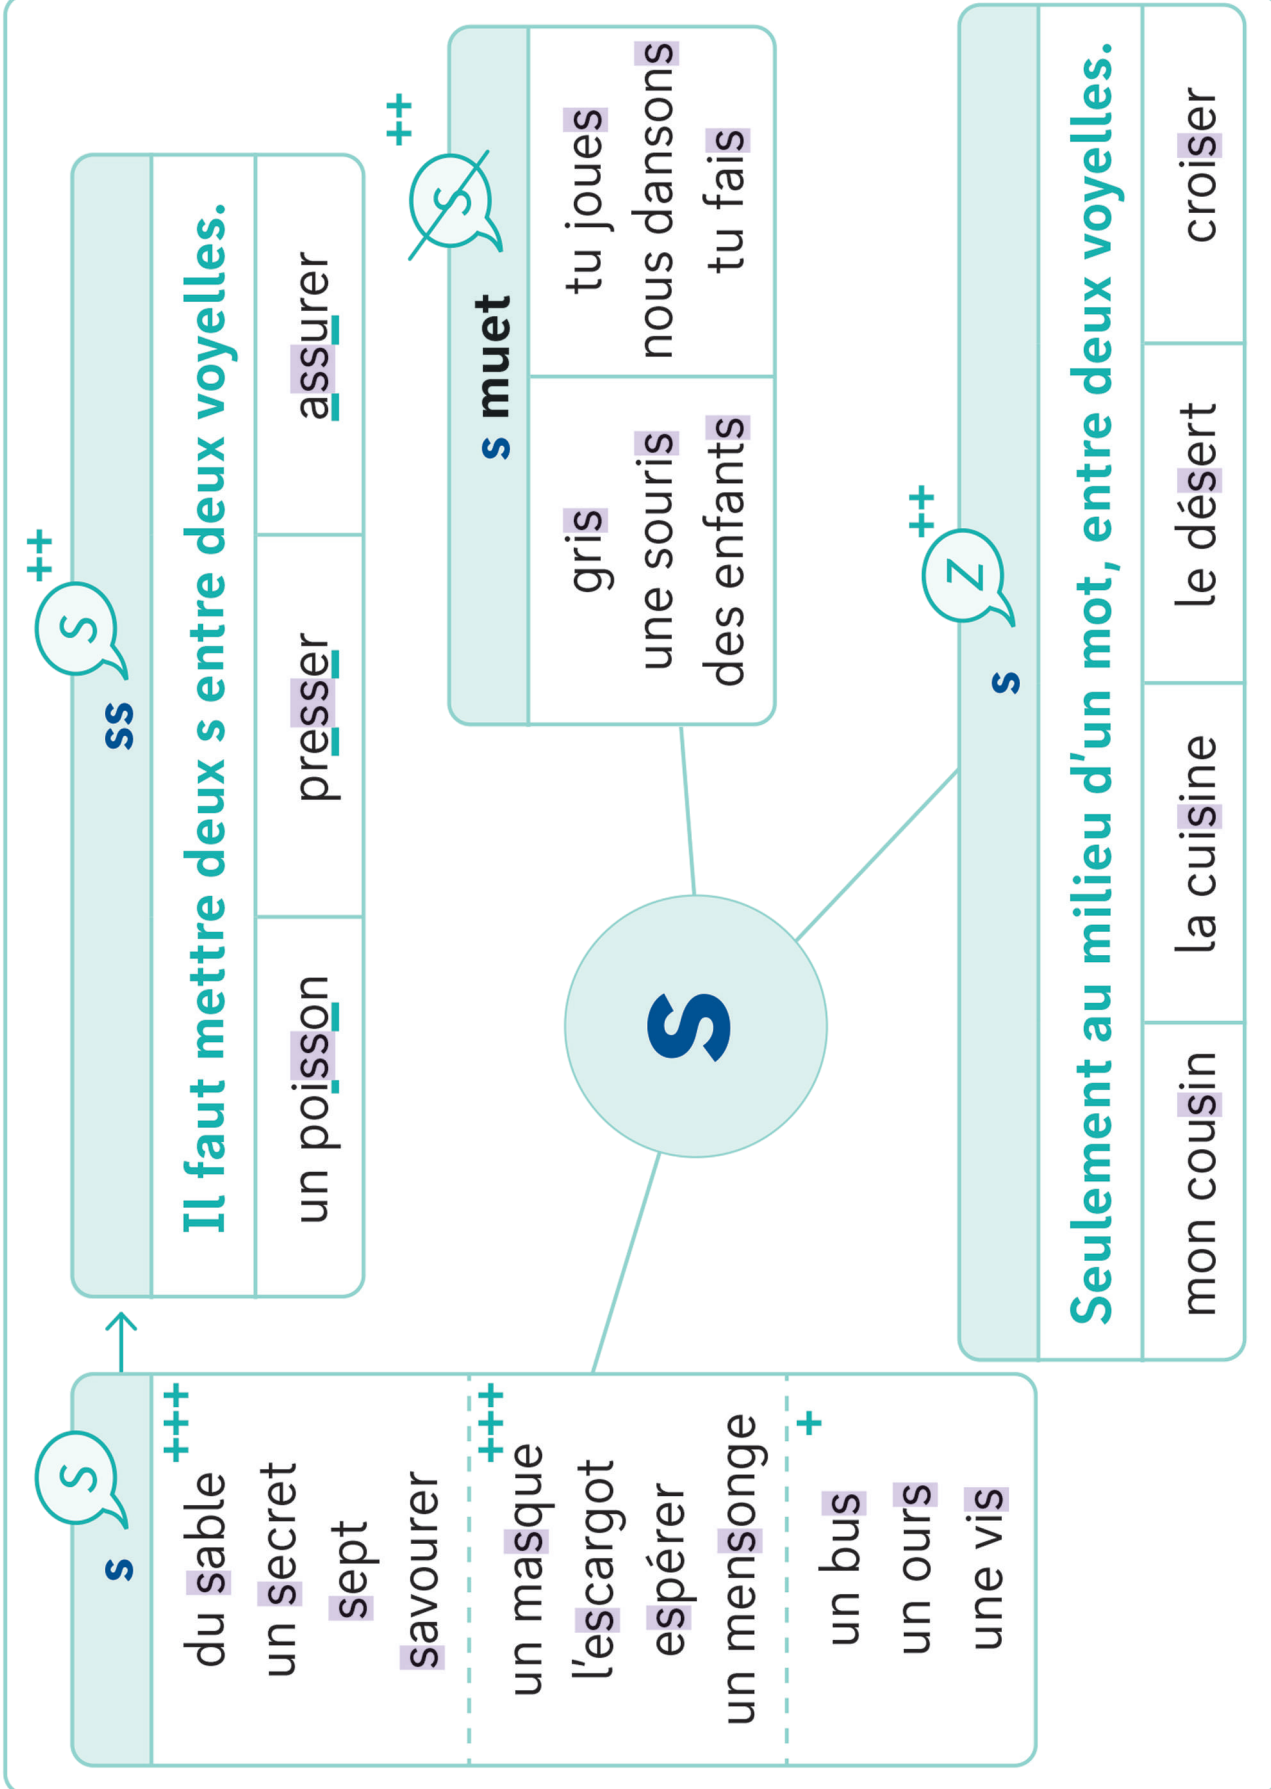 s
S
+++
du sable
un secret
sept
savourer
+++
un masque
l'escargot
espérer
un mensonge
+
un bus
un ours
une vis
ss
S
++
Il faut mettre deux s entre deux voyelles.
un poisson
presser
assurer
s muet
S
++
gris
une souris
des enfants
tu joues
nous dansons
tu fais
s
s
Z
++
Seulement au milieu d'un mot, entre deux voyelles.
mon cousin
la cuisine
le désert
croiser